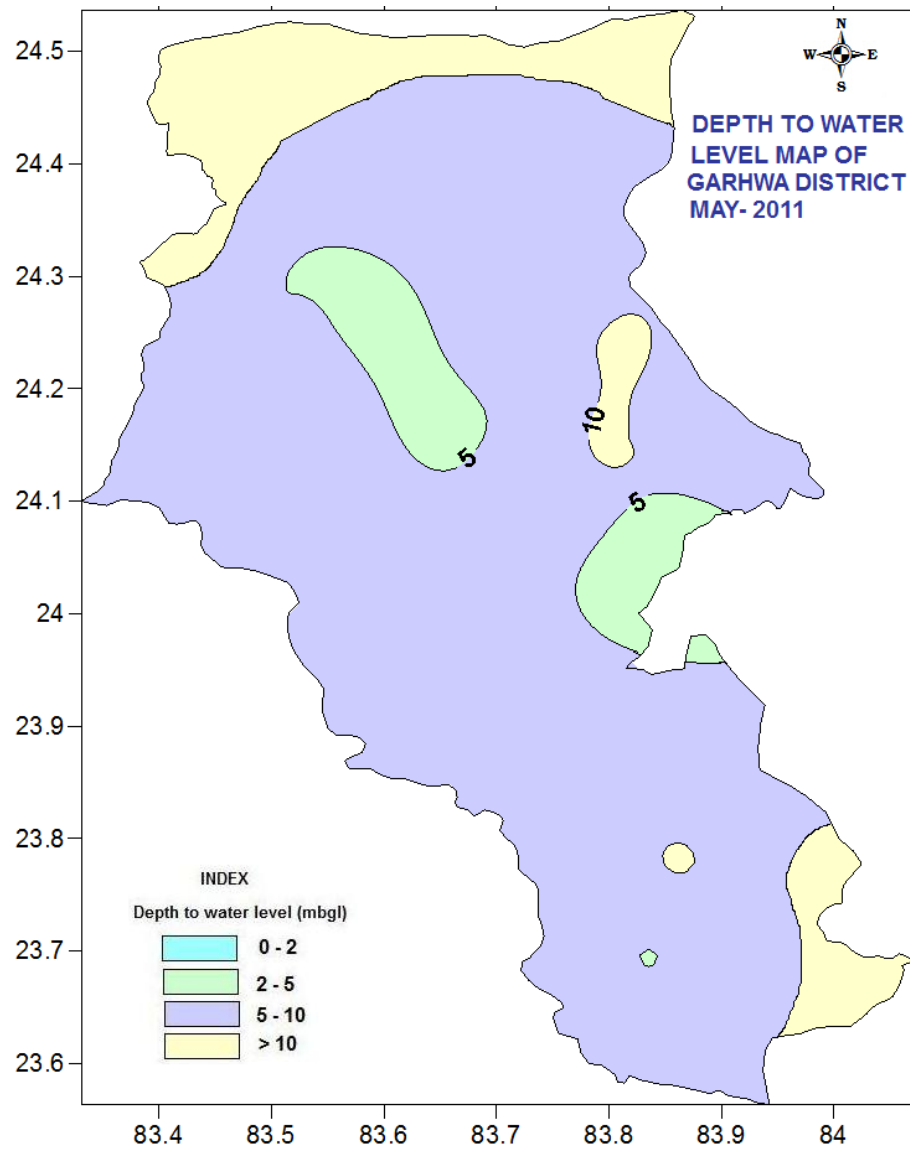 24.5
24.4
24.3
24.2
24.1
24
23.9
23.8
23.7
23.6
N
W E
S
DEPTH TO WATER
LEVEL MAP OF
GARHWA DISTRICT
MAY- 2011
10
5
5
INDEX
Depth to water level (mbgl)
0 - 2
2 - 5
5 - 10
> 10
83.4 83.5 83.6 83.7 83.8 83.9 84